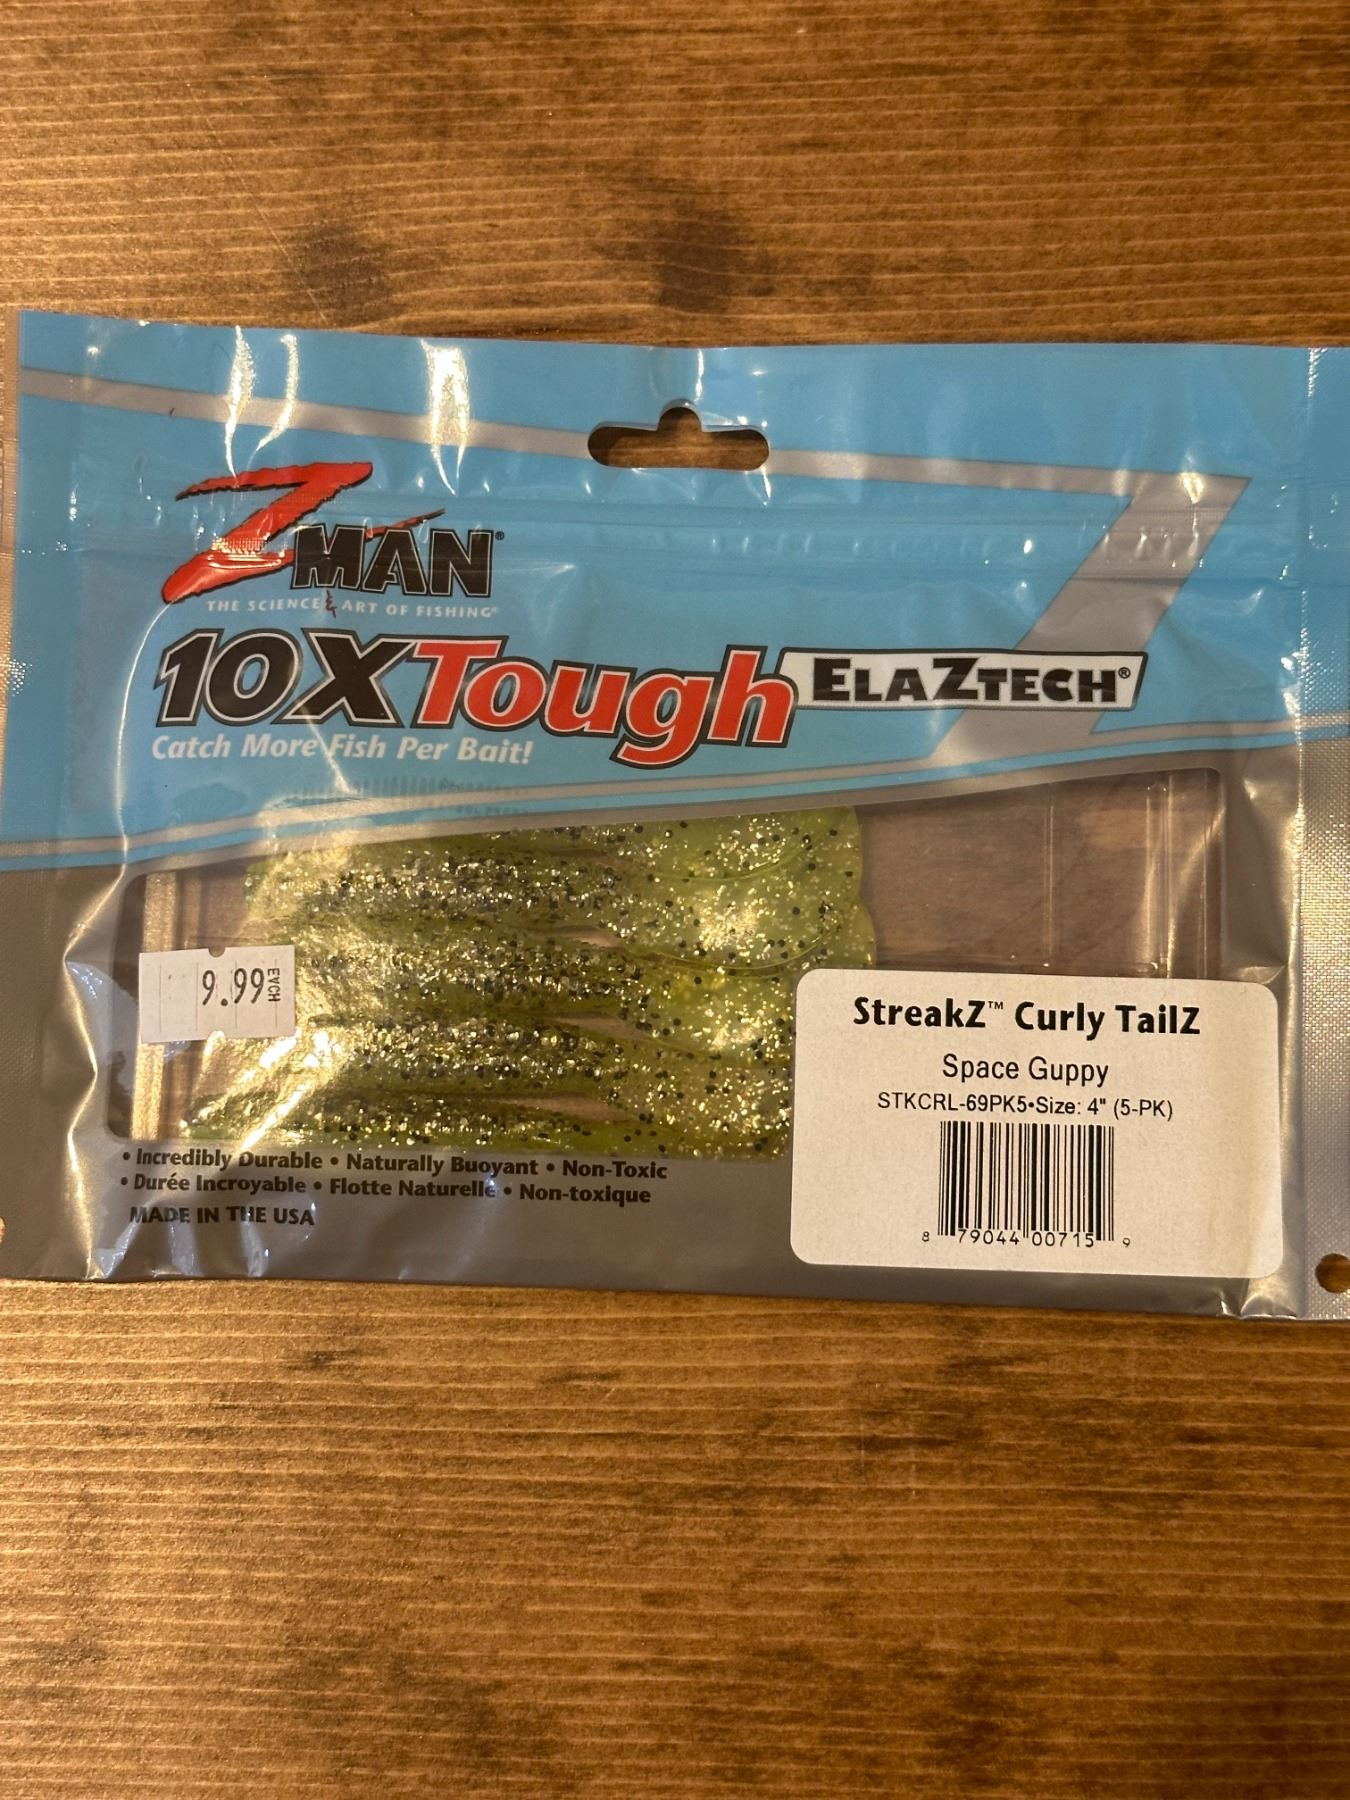 ZMAN®
THE SCIENCE & ART OF FISHING®
10X Tough ELAZTECH®
Catch More Fish Per Bait!
9.99 EACH
StreakZ™ Curly TailZ
Space Guppy
STKCRL-69PK5•Size: 4" (5-PK)
8 79044 00715 9
• Incredibly Durable • Naturally Buoyant • Non-Toxic
• Durée Incroyable • Flotte Naturelle • Non-toxique
MADE IN THE USA